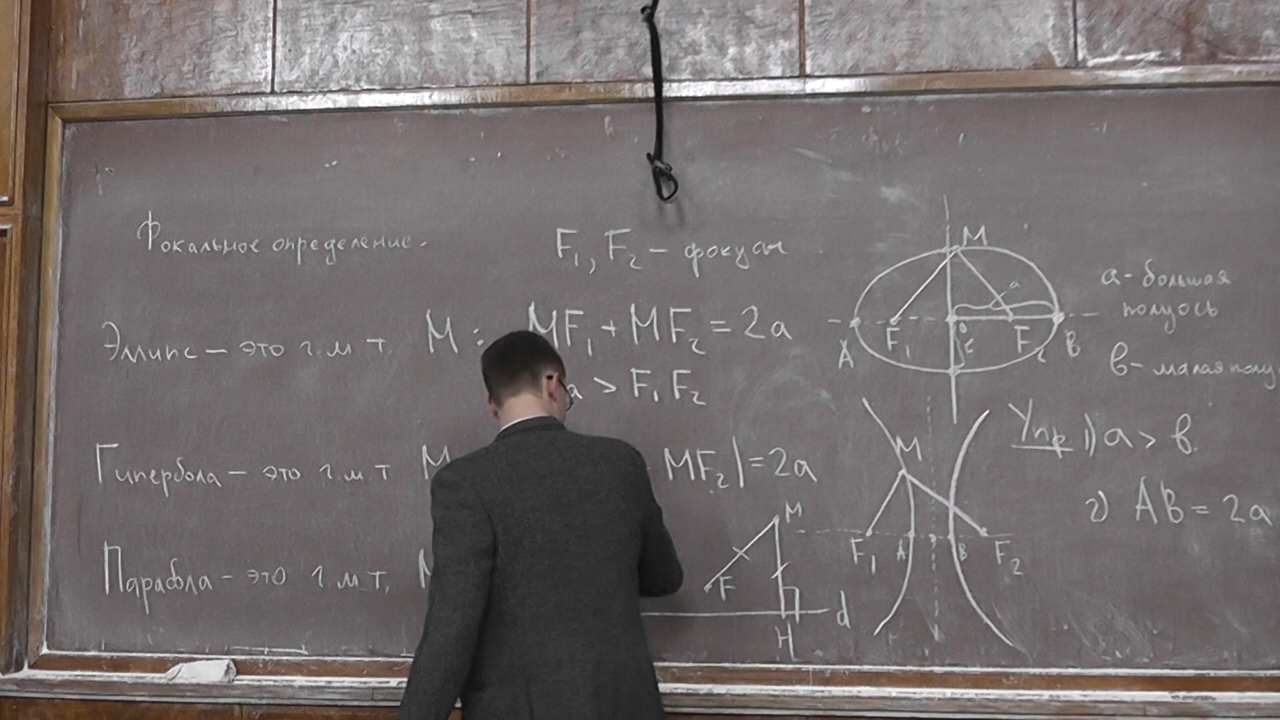 Фокальное определение.
F₁, F₂ – фокусы
Эллипс – это г.м.т. M : MF₁ + MF₂ = 2a
a > F₁F₂
Гипербола – это г.м.т M MF₂| = 2a
Парабола – это г.м.т.
M
a
A F₁ c F₂ B
a - большая
полуось
b - малая
M
F₁ A B F₂
Упр 1) a > b
2) AB = 2a
M
F
H d